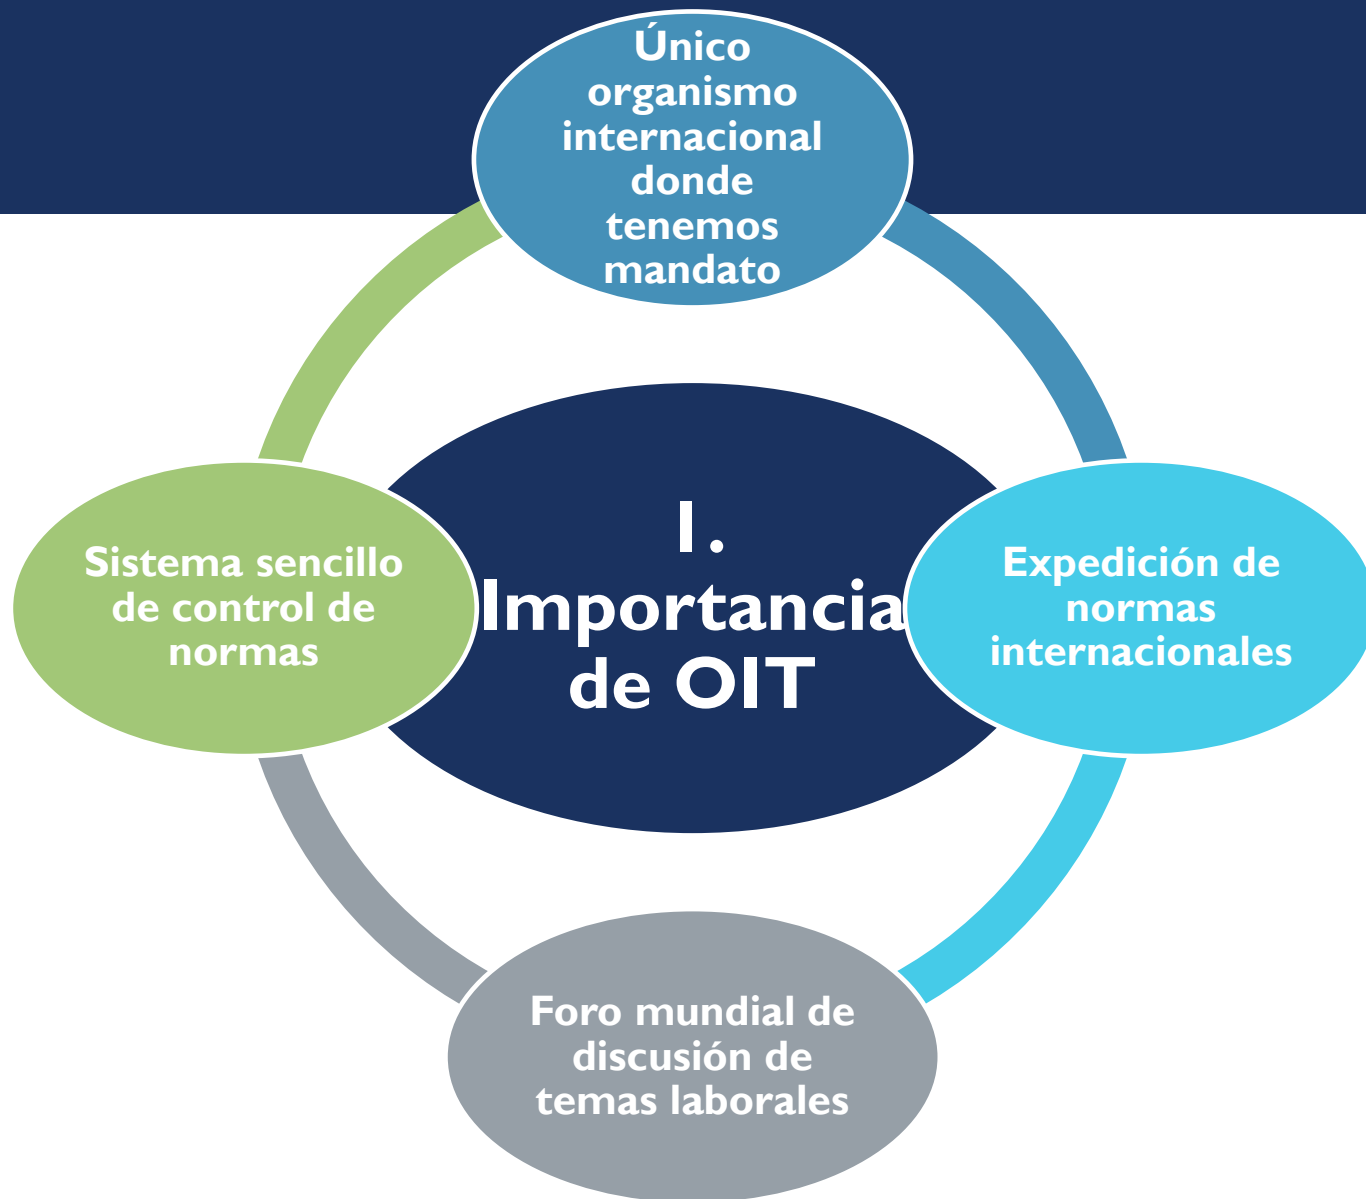 Único
organismo
internacional
donde
tenemos
mandato
Sistema sencillo
de control de
normas
1.
Importancia
de OIT
Expedición de
normas
internacionales
Foro mundial de
discusión de
temas laborales